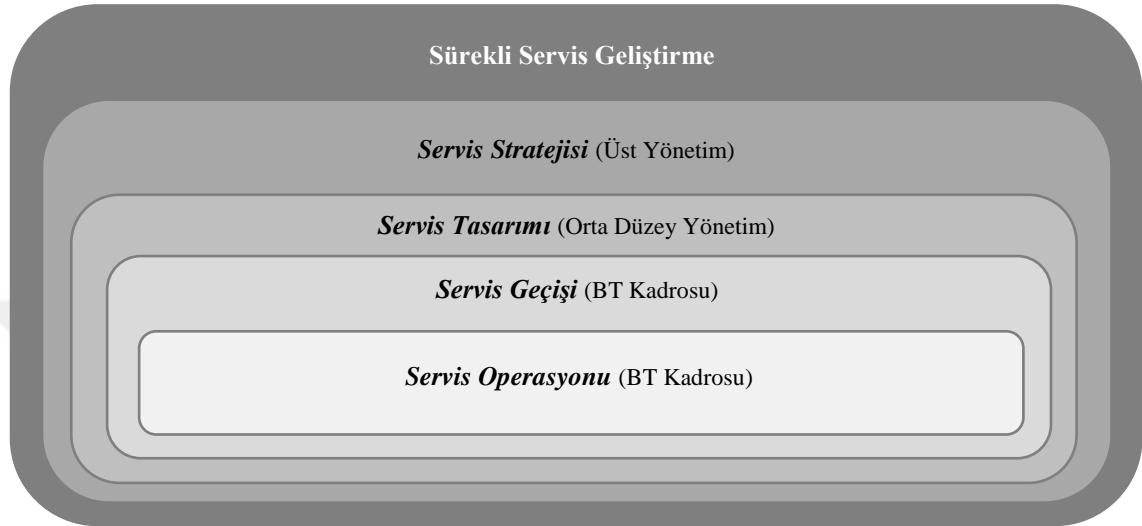 Sürekli Servis Geliştirme
Servis Stratejisi (Üst Yönetim)
Servis Tasarımı (Orta Düzey Yönetim)
Servis Geçişi (BT Kadrosu)
Servis Operasyonu (BT Kadrosu)